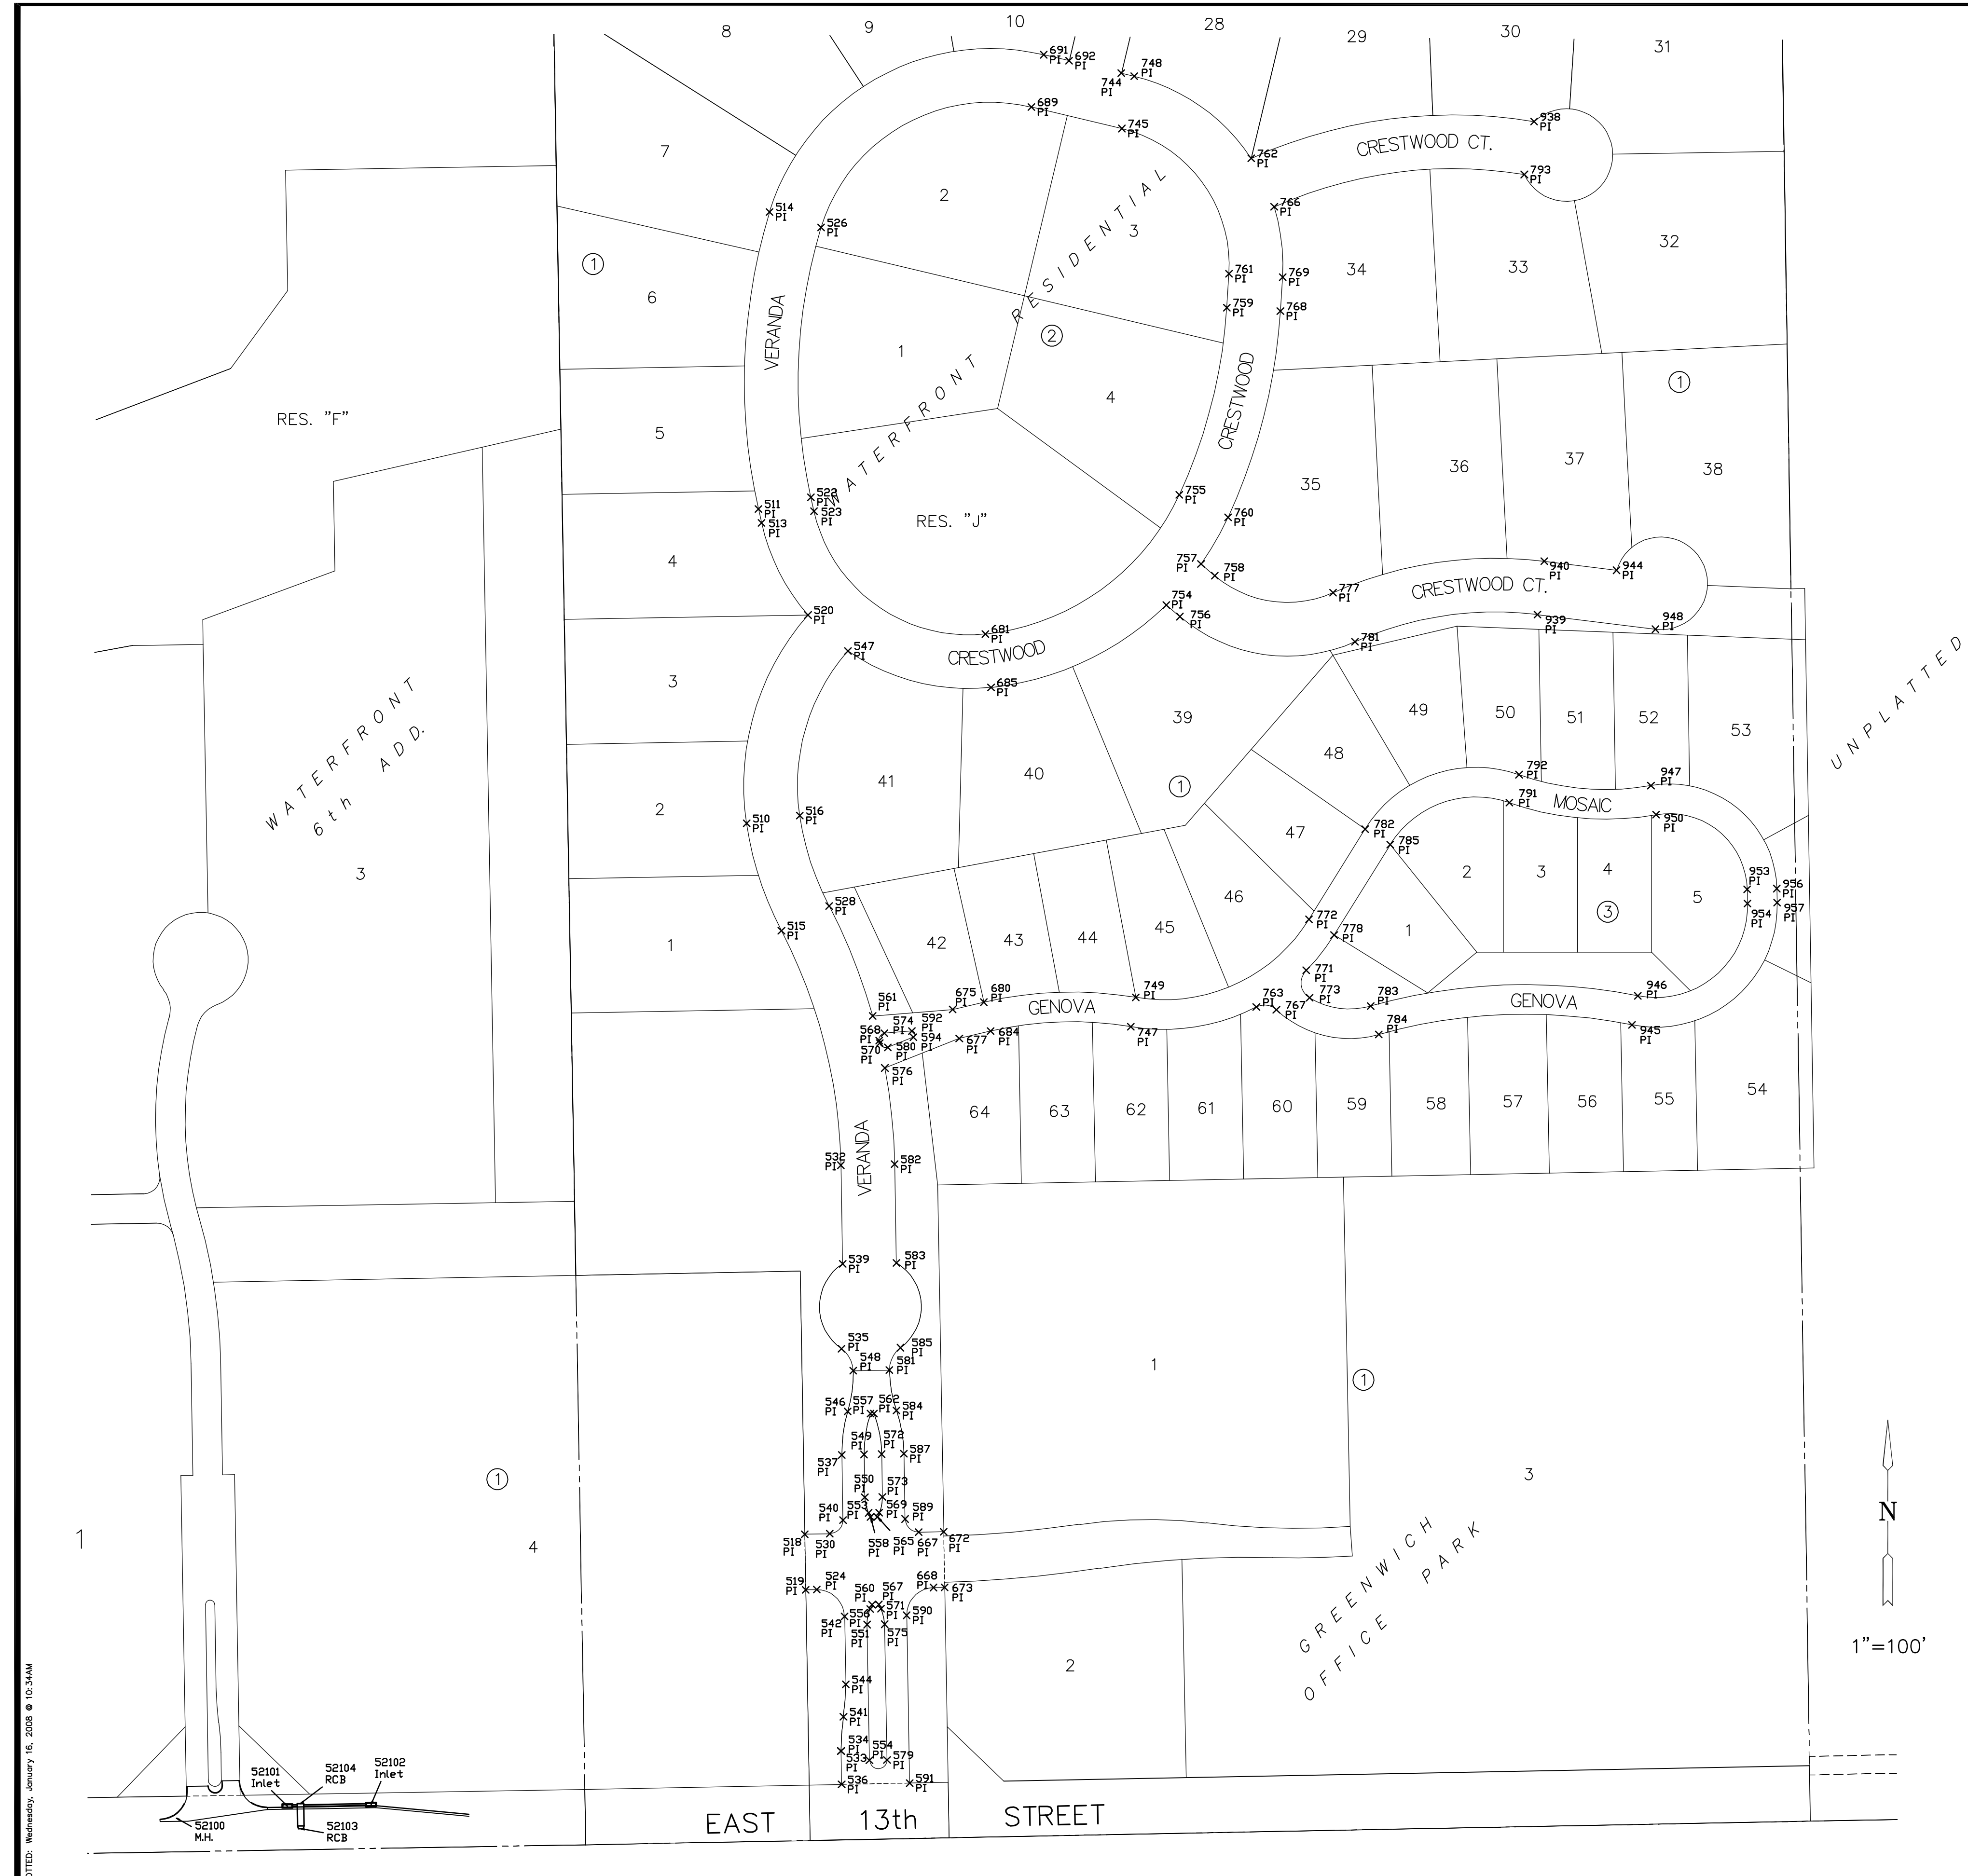 8
9
10
28
29
30
31
691
PI
692
PI
744
PI
748
PI
689
PI
745
PI
938
PI
CRESTWOOD CT.
762
PI
793
PI
7
2
3
RESIDENTIAL
514
PI
526
PI
766
PI
32
①
6
VERANDA
761
PI
769
PI
34
33
759
PI
768
PI
1
②
CRESTWOOD
4
①
RES. "F"
5
WATERFRONT
522
PI
511
PI
523
PI
513
PI
RES. "J"
755
PI
760
PI
35
36
37
38
4
757
PI
758
PI
777
PI
940
PI
944
PI
CRESTWOOD CT.
754
PI
756
PI
520
PI
681
PI
939
PI
948
PI
547
PI
CRESTWOOD
781
PI
UNPLATTED
3
685
PI
39
49
50
51
52
53
WATERFRONT
6th ADD.
48
41
40
①
792
PI
947
PI
791
PI
MOSAIC
950
PI
2
510
PI
516
PI
47
782
PI
785
PI
3
2
3
4
5
953
PI
956
PI
954
PI
957
PI
528
PI
46
③
772
PI
778
PI
1
515
PI
1
42
43
44
45
771
PI
561
PI
675
PI
680
PI
GENOVA
749
PI
763
PI
767
PI
773
PI
783
PI
GENOVA
946
PI
568
PI
574
PI
592
PI
594
PI
570
PI
580
PI
677
PI
684
PI
747
PI
784
PI
945
PI
576
PI
64
63
62
61
60
59
58
57
56
55
54
VERANDA
532
PI
582
PI
539
PI
583
PI
535
PI
585
PI
548
PI
581
PI
1
①
546
PI
557
PI
562
PI
584
PI
549
PI
572
PI
537
PI
587
PI
①
550
PI
573
PI
3
540
PI
553
PI
569
PI
589
PI
518
PI
530
PI
558
PI
565
PI
667
PI
672
PI
1
4
N
519
PI
524
PI
560
PI
567
PI
668
PI
673
PI
542
PI
PI
571
PI
590
PI
551
PI
575
PI
GREENWICH
OFFICE PARK
1"=100'
2
544
PI
541
PI
534
PI
533
PI
554
PI
579
PI
536
PI
591
PI
52101
Inlet
52104
RCB
52102
Inlet
52100
M.H.
52103
RCB
EAST 13th STREET
OTTED: Wednesday, January 16, 2008 @ 10:34AM